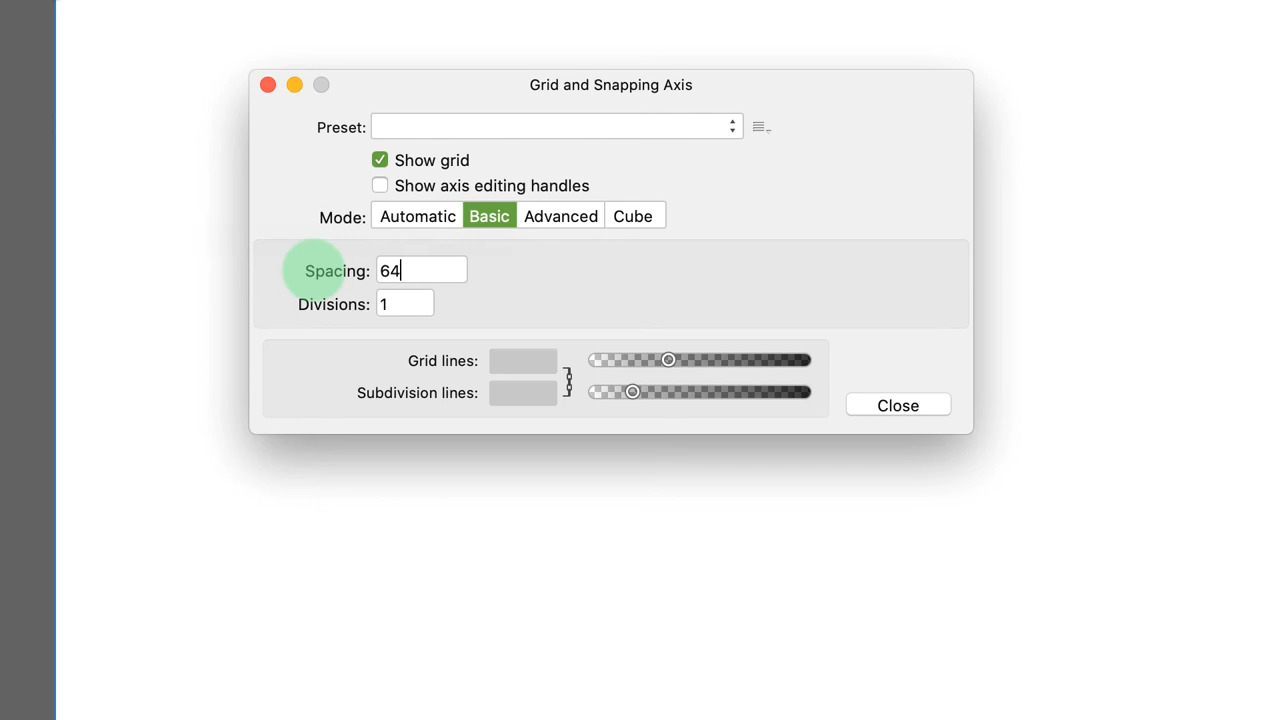 Grid and Snapping Axis
Preset:
Show grid
Show axis editing handles
Mode: Automatic Basic Advanced Cube
Spacing: 64
Divisions: 1
Grid lines:
Subdivision lines:
Close